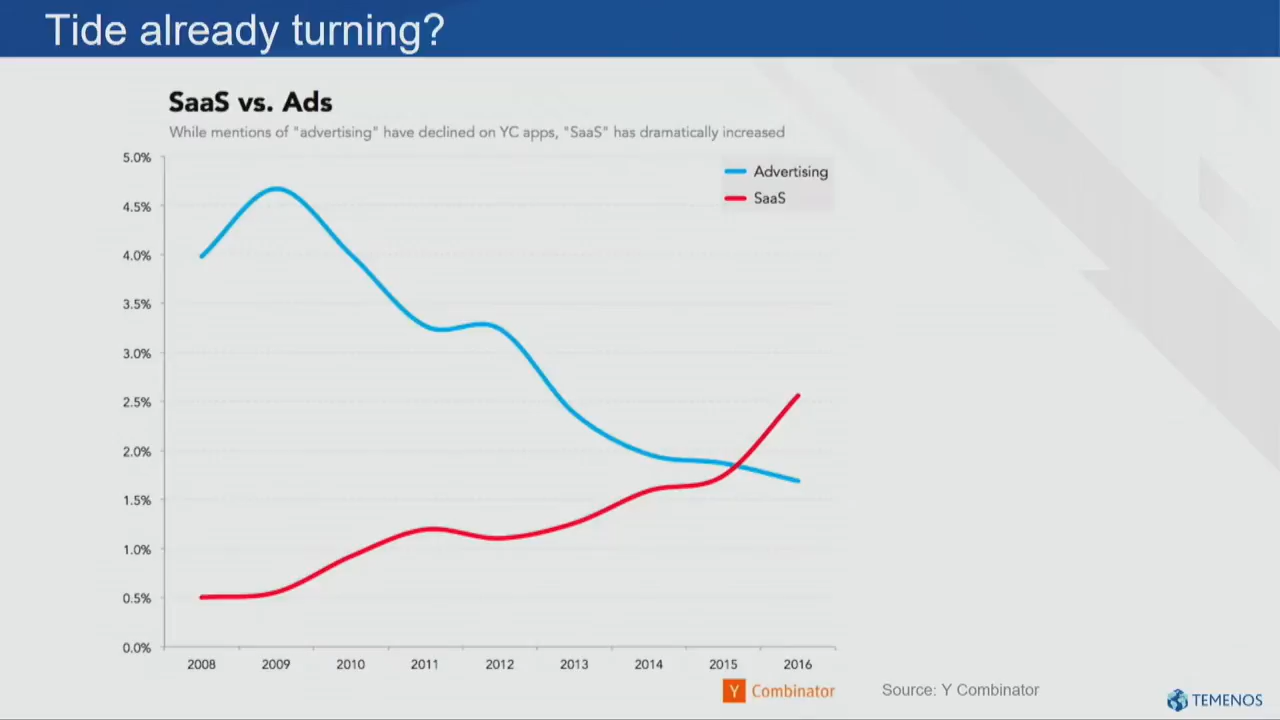 Tide already turning?
SaaS vs. Ads
While mentions of "advertising" have declined on YC apps, "SaaS" has dramatically increased
Advertising
SaaS
5.0%
4.5%
4.0%
3.5%
3.0%
2.5%
2.0%
1.5%
1.0%
0.5%
0.0%
2008 2009 2010 2011 2012 2013 2014 2015 2016
Y Combinator
Source: Y Combinator
TEMENOS